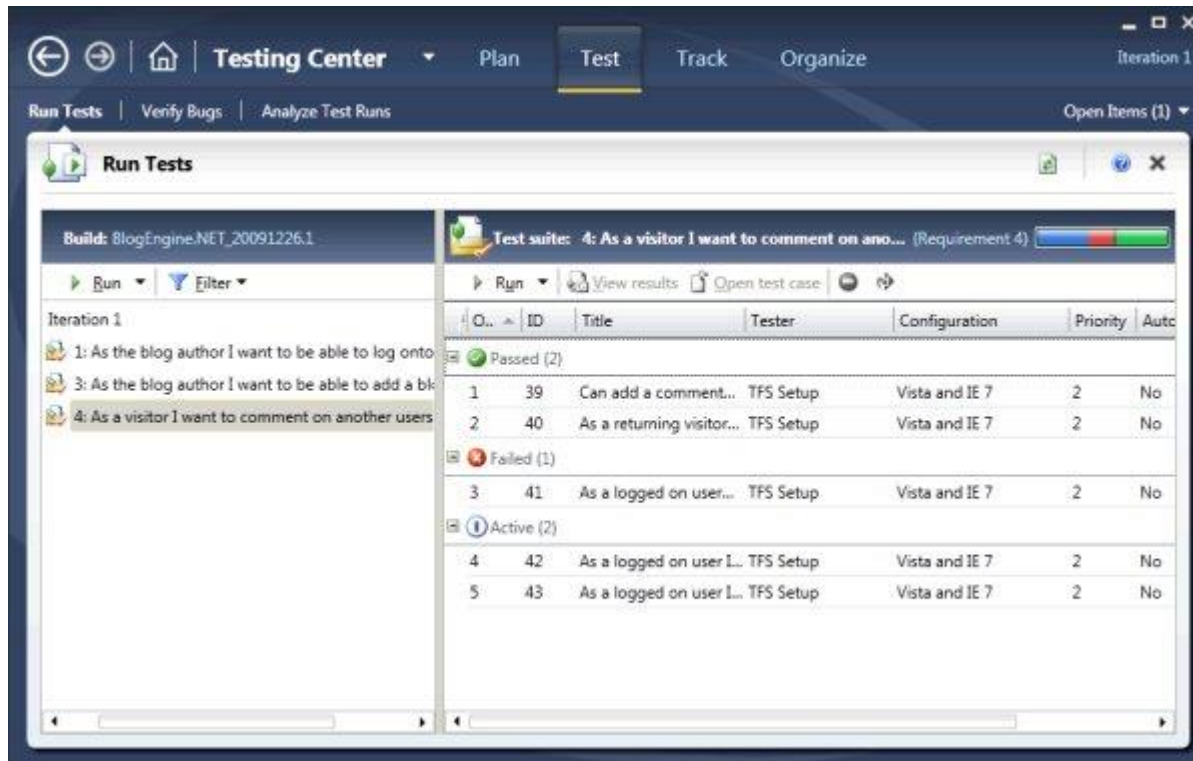 Testing Center Plan Test Track Organize Iteration 1
Run Tests | Verify Bugs | Analyze Test Runs Open Items (1)
Run Tests
Build: BlogEngine.NET_20091226.1
Run Filter
Iteration 1
1: As the blog author I want to be able to log onto
3: As the blog author I want to be able to add a blo
4: As a visitor I want to comment on another users
Test suite: 4: As a visitor I want to comment on ano... (Requirement 4)
Run View results Open test case
O.. ID Title Tester Configuration Priority Auto
Passed (2)
1 39 Can add a comment... TFS Setup Vista and IE 7 2 No
2 40 As a returning visitor... TFS Setup Vista and IE 7 2 No
Failed (1)
3 41 As a logged on user... TFS Setup Vista and IE 7 2 No
Active (2)
4 42 As a logged on user I... TFS Setup Vista and IE 7 2 No
5 43 As a logged on user I... TFS Setup Vista and IE 7 2 No